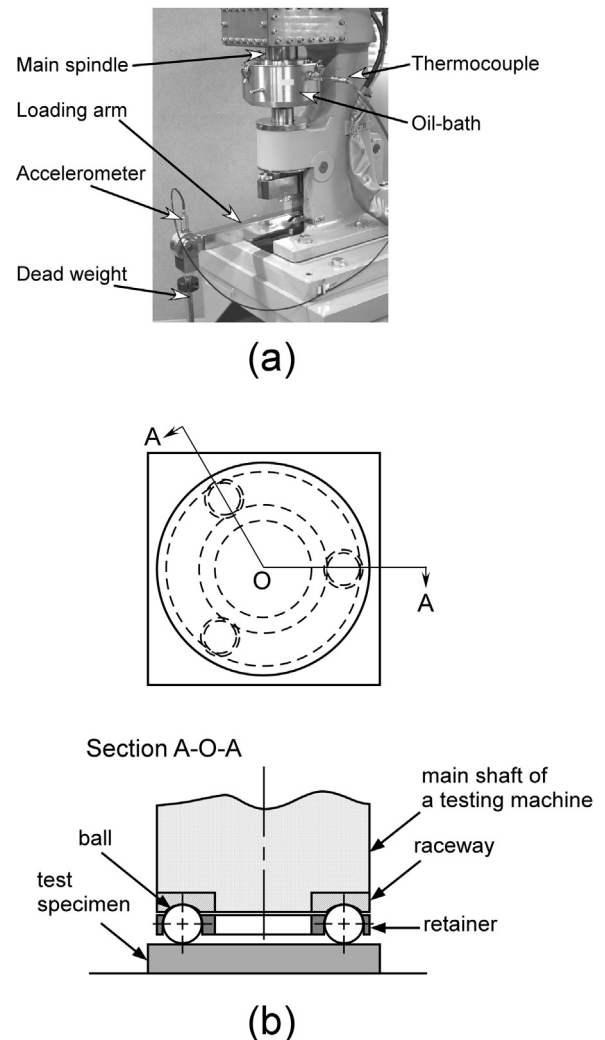 Main spindle
Thermocouple
Loading arm
Oil-bath
Accelerometer
Dead weight
(a)
A
O
A
Section A-O-A
main shaft of
a testing machine
ball
raceway
test
specimen
retainer
(b)